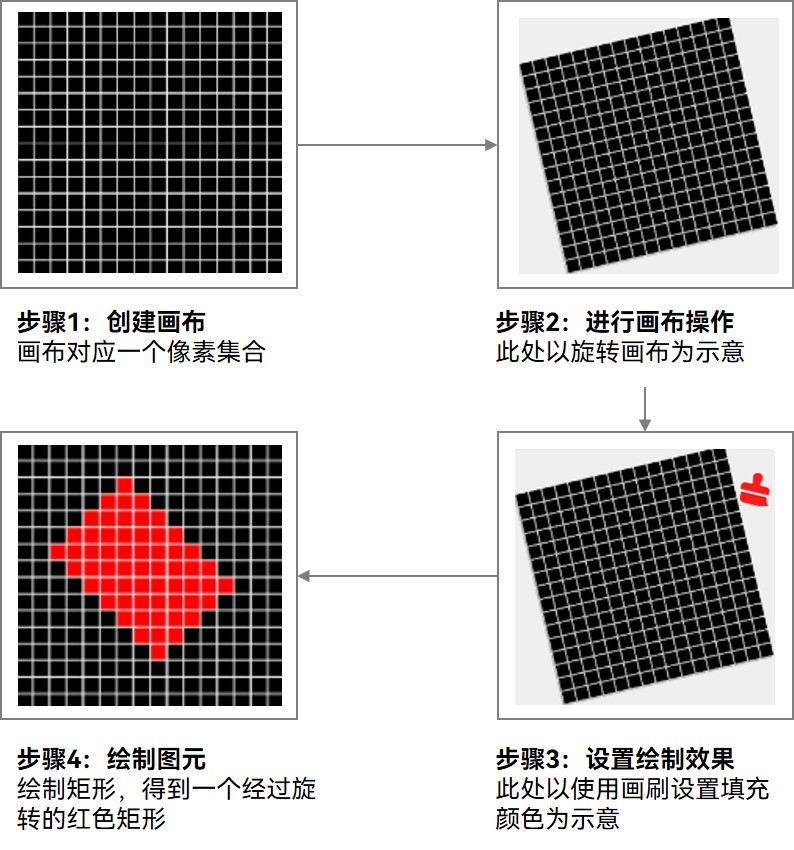 步骤1：创建画布
画布对应一个像素集合
步骤2：进行画布操作
此处以旋转画布为示意
步骤3：设置绘制效果
此处以使用画刷设置填充
颜色为示意
步骤4：绘制图元
绘制矩形，得到一个经过旋
转的红色矩形